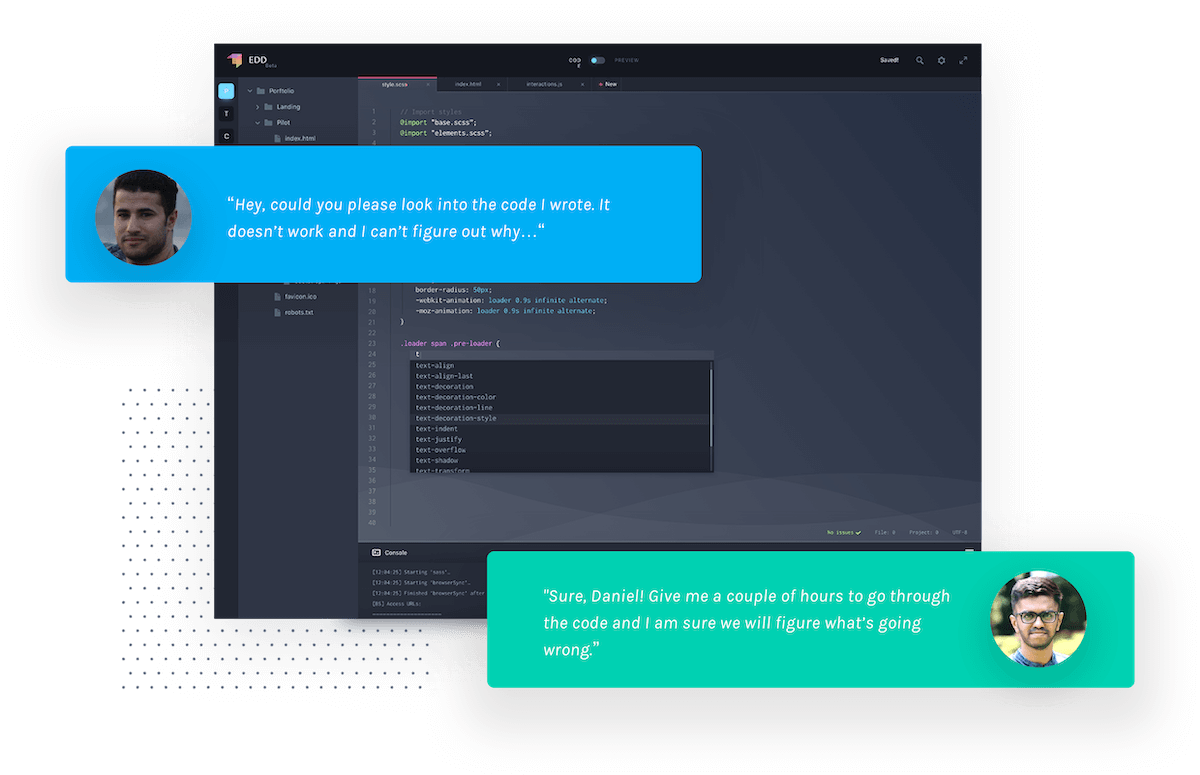 EDD
Beta
CODE
PREVIEW
Saved!
style.scss
index.html
interactions.js
+ New
Portfolio
Landing
Pilot
index.html
T
C
1 // Import styles
2 @import "base.scss";
3 @import "elements.scss";
4
“Hey, could you please look into the code I wrote. It
doesn’t work and I can’t figure out why…“
favicon.ico
robots.txt
18 border-radius: 50px;
19 -webkit-animation: loader 0.9s infinite alternate;
20 -moz-animation: loader 0.9s infinite alternate;
21 }
22
23 .loader span .pre-loader {
24 t
25 text-align
26 text-align-last
27 text-decoration
28 text-decoration-color
29 text-decoration-line
30 text-decoration-style
31 text-indent
32 text-justify
33 text-overflow
34 text-shadow
35 text-transform
36
37
38
39
40
No issues ✓ File: 0 Project: 0 UTF-8
Console
[12:04:25] Starting 'sass'.
[12:04:25] Starting 'browserSync'.
[12:04:25] Finished 'browserSync' after
[BS] Access URLs:
"Sure, Daniel! Give me a couple of hours to go through
the code and I am sure we will figure what’s going
wrong.”